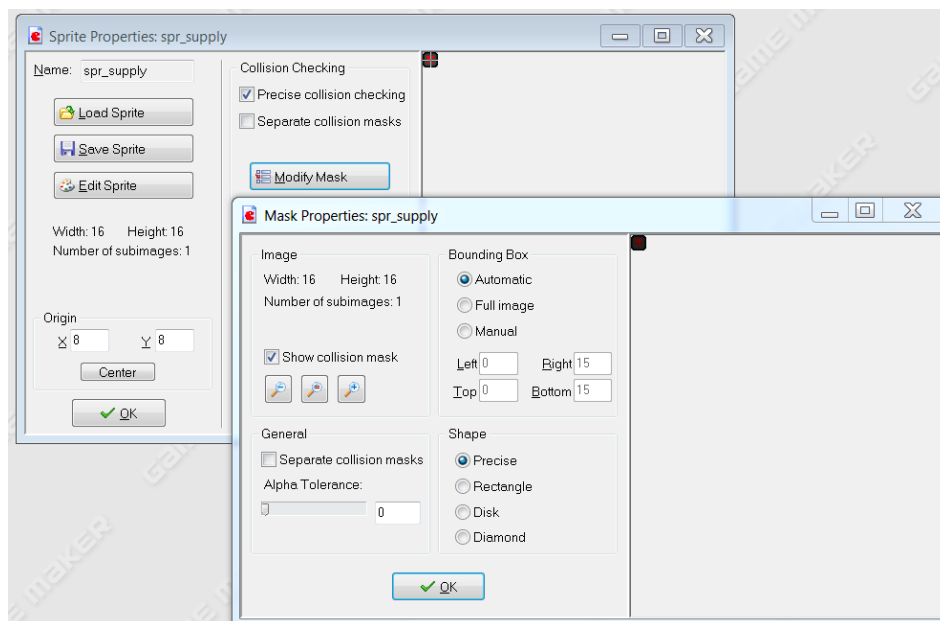 Sprite Properties: spr_supply
Name: spr_supply
Load Sprite
Save Sprite
Edit Sprite
Width: 16 Height: 16
Number of subimages: 1
Origin
X 8 Y 8
Center
OK
Collision Checking
Precise collision checking
Separate collision masks
Modify Mask
Mask Properties: spr_supply
Image
Width: 16 Height: 16
Number of subimages: 1
Show collision mask
General
Separate collision masks
Alpha Tolerance:
0
Bounding Box
Automatic
Full image
Manual
Left 0 Right 15
Top 0 Bottom 15
Shape
Precise
Rectangle
Disk
Diamond
OK
GAME MAKER